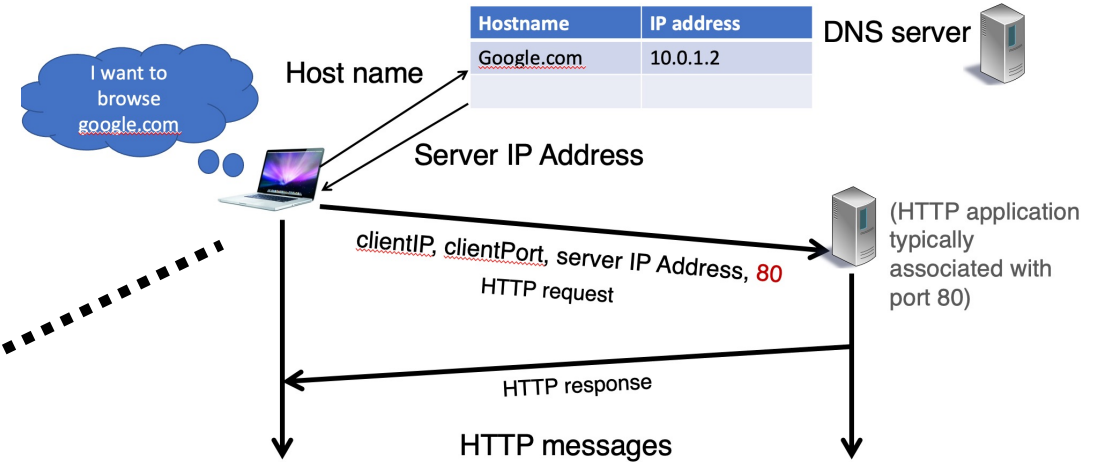 Hostname IP address
Google.com 10.0.1.2
DNS server
I want to
browse
google.com
Host name
Server IP Address
clientIP, clientPort, server IP Address, 80
HTTP request
(HTTP application
typically
associated with
port 80)
HTTP response
HTTP messages